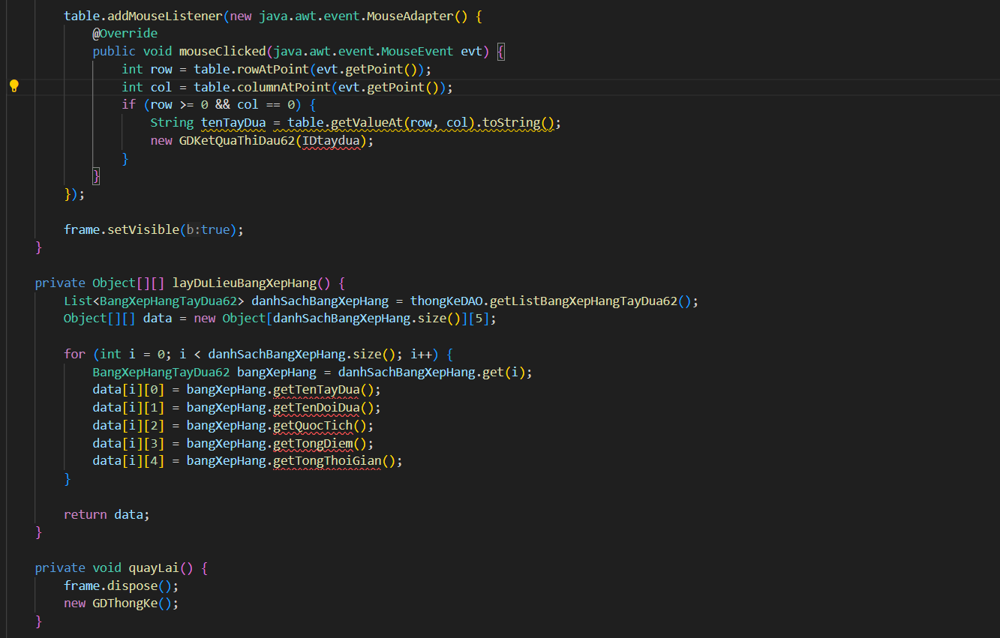 table.addMouseListener(new java.awt.event.MouseAdapter() {
@Override
public void mouseClicked(java.awt.event.MouseEvent evt) {
int row = table.rowAtPoint(evt.getPoint());
int col = table.columnAtPoint(evt.getPoint());
if (row >= 0 && col == 0) {
String tenTayDua = table.getValueAt(row, col).toString();
new GDKetQuaThiDau62(IDtaydua);
}
}
});
frame.setVisible(b:true);
}
private Object[][] layDuLieuBangXepHang() {
List<BangXepHangTayDua62> danhSachBangXepHang = thongKeDAO.getListBangXepHangTayDua62();
Object[][] data = new Object[danhSachBangXepHang.size()][5];
for (int i = 0; i < danhSachBangXepHang.size(); i++) {
BangXepHangTayDua62 bangXepHang = danhSachBangXepHang.get(i);
data[i][0] = bangXepHang.getTenTayDua();
data[i][1] = bangXepHang.getTenDoiDua();
data[i][2] = bangXepHang.getQuocTich();
data[i][3] = bangXepHang.getTongDiem();
data[i][4] = bangXepHang.getTongThoiGian();
}
return data;
}
private void quayLai() {
frame.dispose();
new GDThongKe();
}